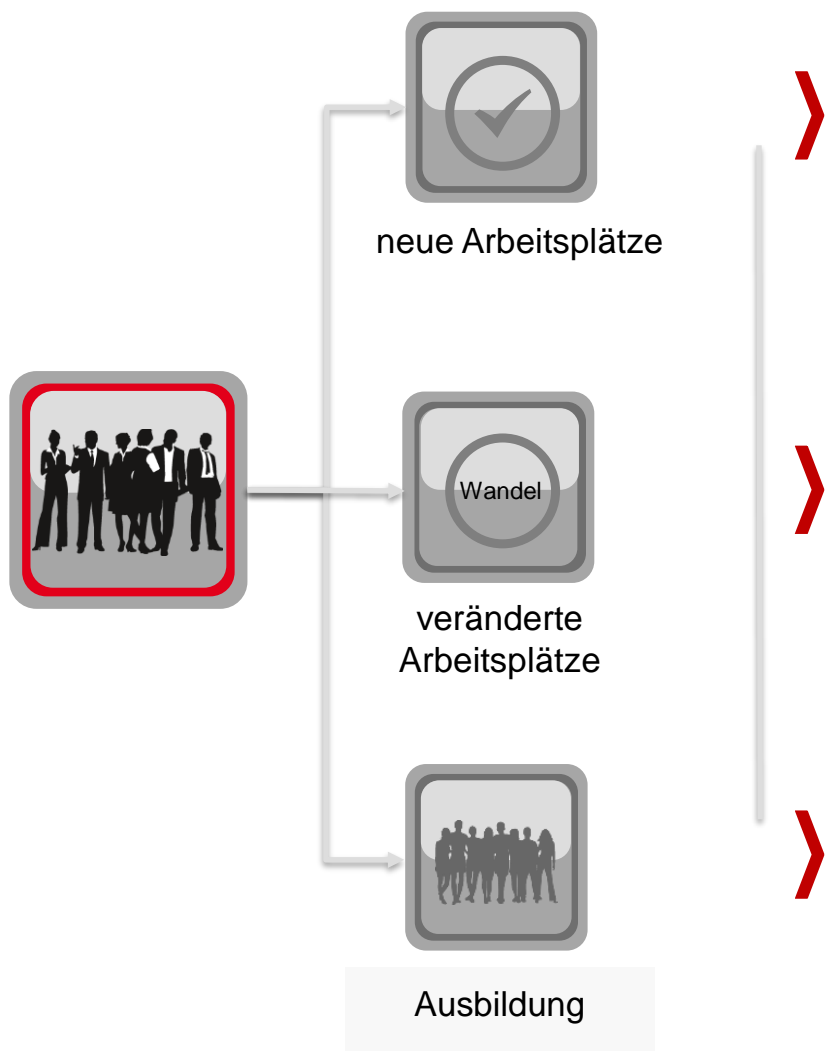 neue Arbeitsplätze
Wandel
veränderte
Arbeitsplätze
Ausbildung